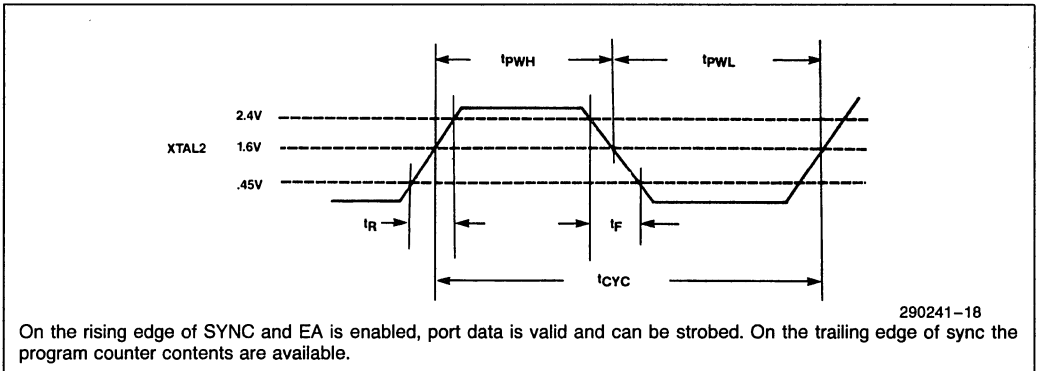 tPWH
tPWL
2.4V
XTAL2
1.6V
.45V
tR
tF
tCYC
290241–18
On the rising edge of SYNC and EA is enabled, port data is valid and can be strobed. On the trailing edge of sync the
program counter contents are available.